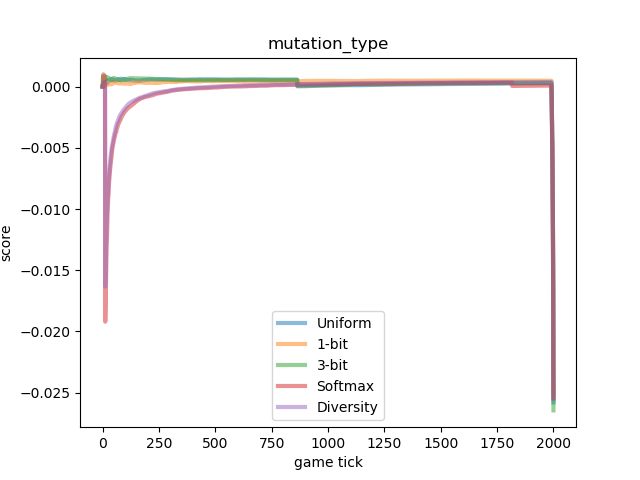 mutation_type
score
0.000
−0.005
−0.010
−0.015
−0.020
−0.025
Uniform
1-bit
3-bit
Softmax
Diversity
0 250 500 750 1000 1250 1500 1750 2000
game tick